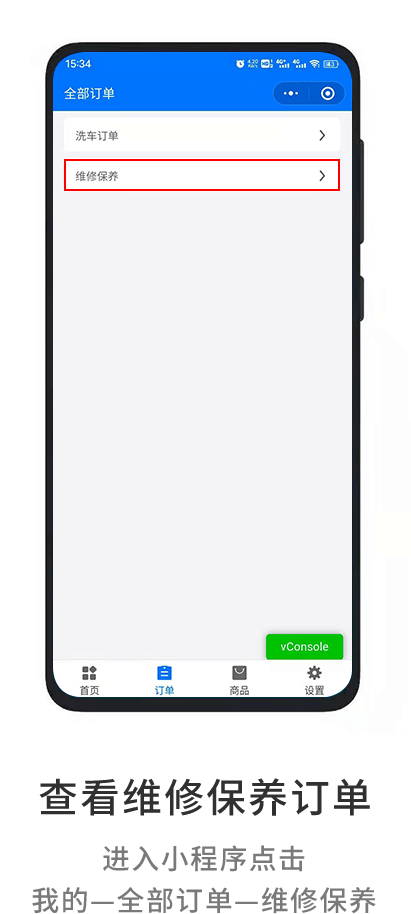 15:34
全部订单
洗车订单
维修保养
vConsole
首页 订单 商品 设置
查看维修保养订单
进入小程序点击
我的—全部订单—维修保养